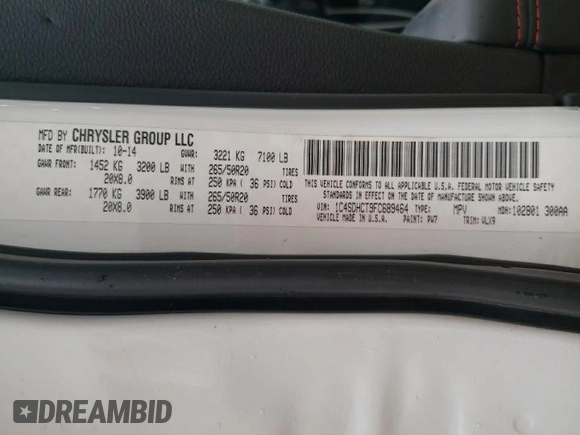 MFD BY CHRYSLER GROUP LLC
DATE OF MFR(BUILT): 10-14 GVWR: 3221 KG 7100 LB
GAWR FRONT: 1452 KG 3200 LB WITH 265/50R20 TIRES
20X8.0 RIMS AT 250 KPA ( 36 PSI) COLD
GAWR REAR: 1770 KG 3900 LB WITH 265/50R20 TIRES
20X8.0 RIMS AT 250 KPA ( 36 PSI) COLD
THIS VEHICLE CONFORMS TO ALL APPLICABLE U.S.A. FEDERAL MOTOR VEHICLE SAFETY
STANDARDS IN EFFECT ON THE DATE OF MANUFACTURE SHOWN ABOVE.
VIN: 1C4SDHCT9FC689464 TYPE: MPV MDH: 102801 300AA
VEHICLE MADE IN U.S.A. PAINT: PW7 TRIM: VLX9
DREAMBID